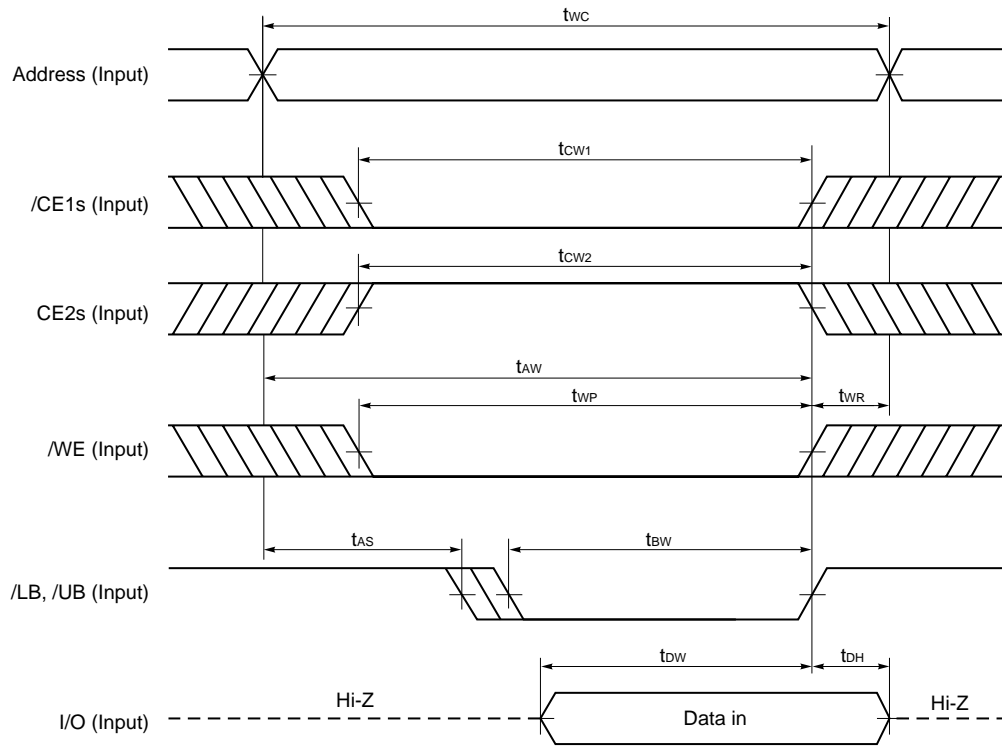 tWC
Address (Input)
tCW1
/CE1s (Input)
tCW2
CE2s (Input)
tAW
tWP
tWR
/WE (Input)
tAS
tBW
/LB, /UB (Input)
tDW
tDH
Hi-Z
Hi-Z
I/O (Input)
Data in